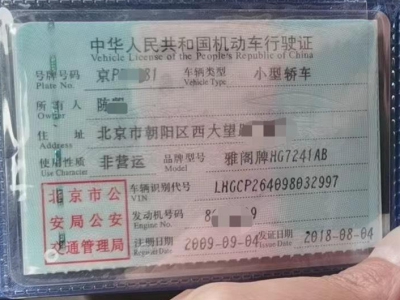 中华人民共和国机动车行驶证
Vehicle License of the People's Republic of China
号牌号码 京P 81 车辆类型 小型轿车
Plate No. Vehicle Type
所有人 陈
Owner
住址 北京市朝阳区西大望
Address
使用性质 非营运 品牌型号 雅阁牌HG7241AB
Use Character Model
北京市公 车辆识别代号 LHGCP264098032997
VIN
安局公安 发动机号码 8 9
Engine No.
交通管理局 注册日期 2009-09-04 发证日期 2018-08-04
Register Date Issue Date